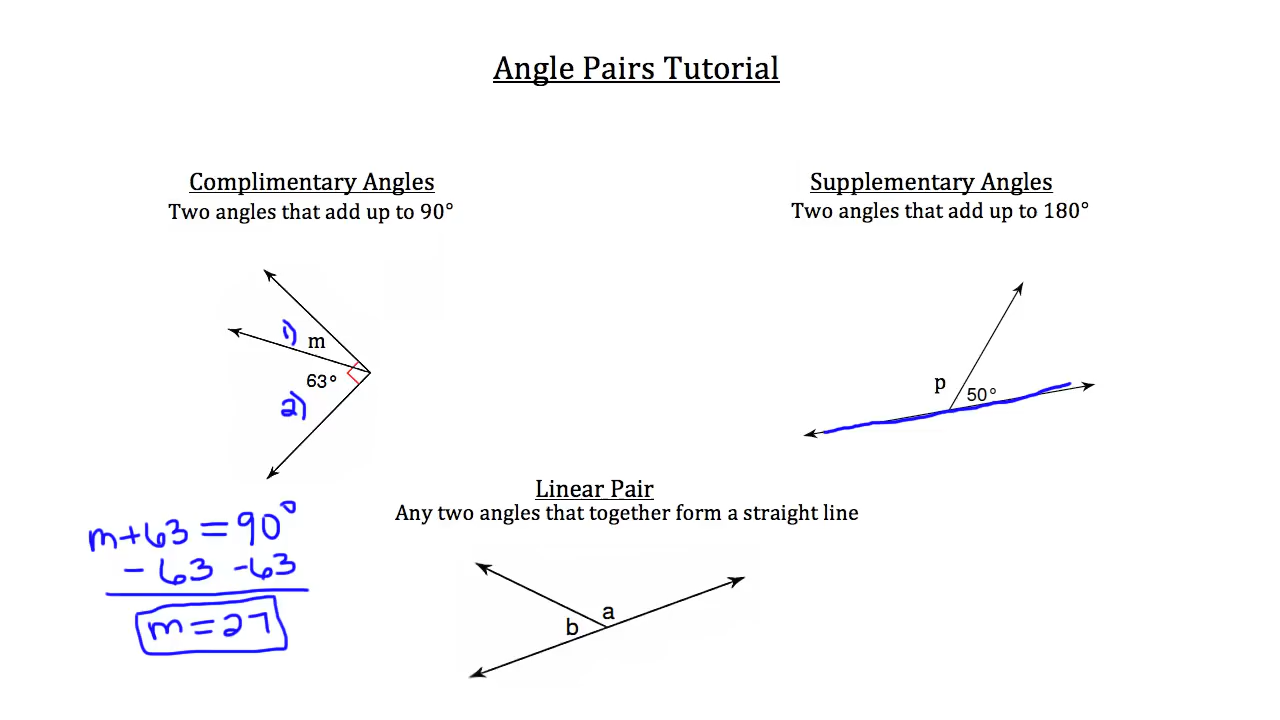 Angle Pairs Tutorial
Complimentary Angles
Two angles that add up to 90°
1)
m
63°
2)
m+63=90°
-63 -63
m=27
Supplementary Angles
Two angles that add up to 180°
p
50°
Linear Pair
Any two angles that together form a straight line
a
b